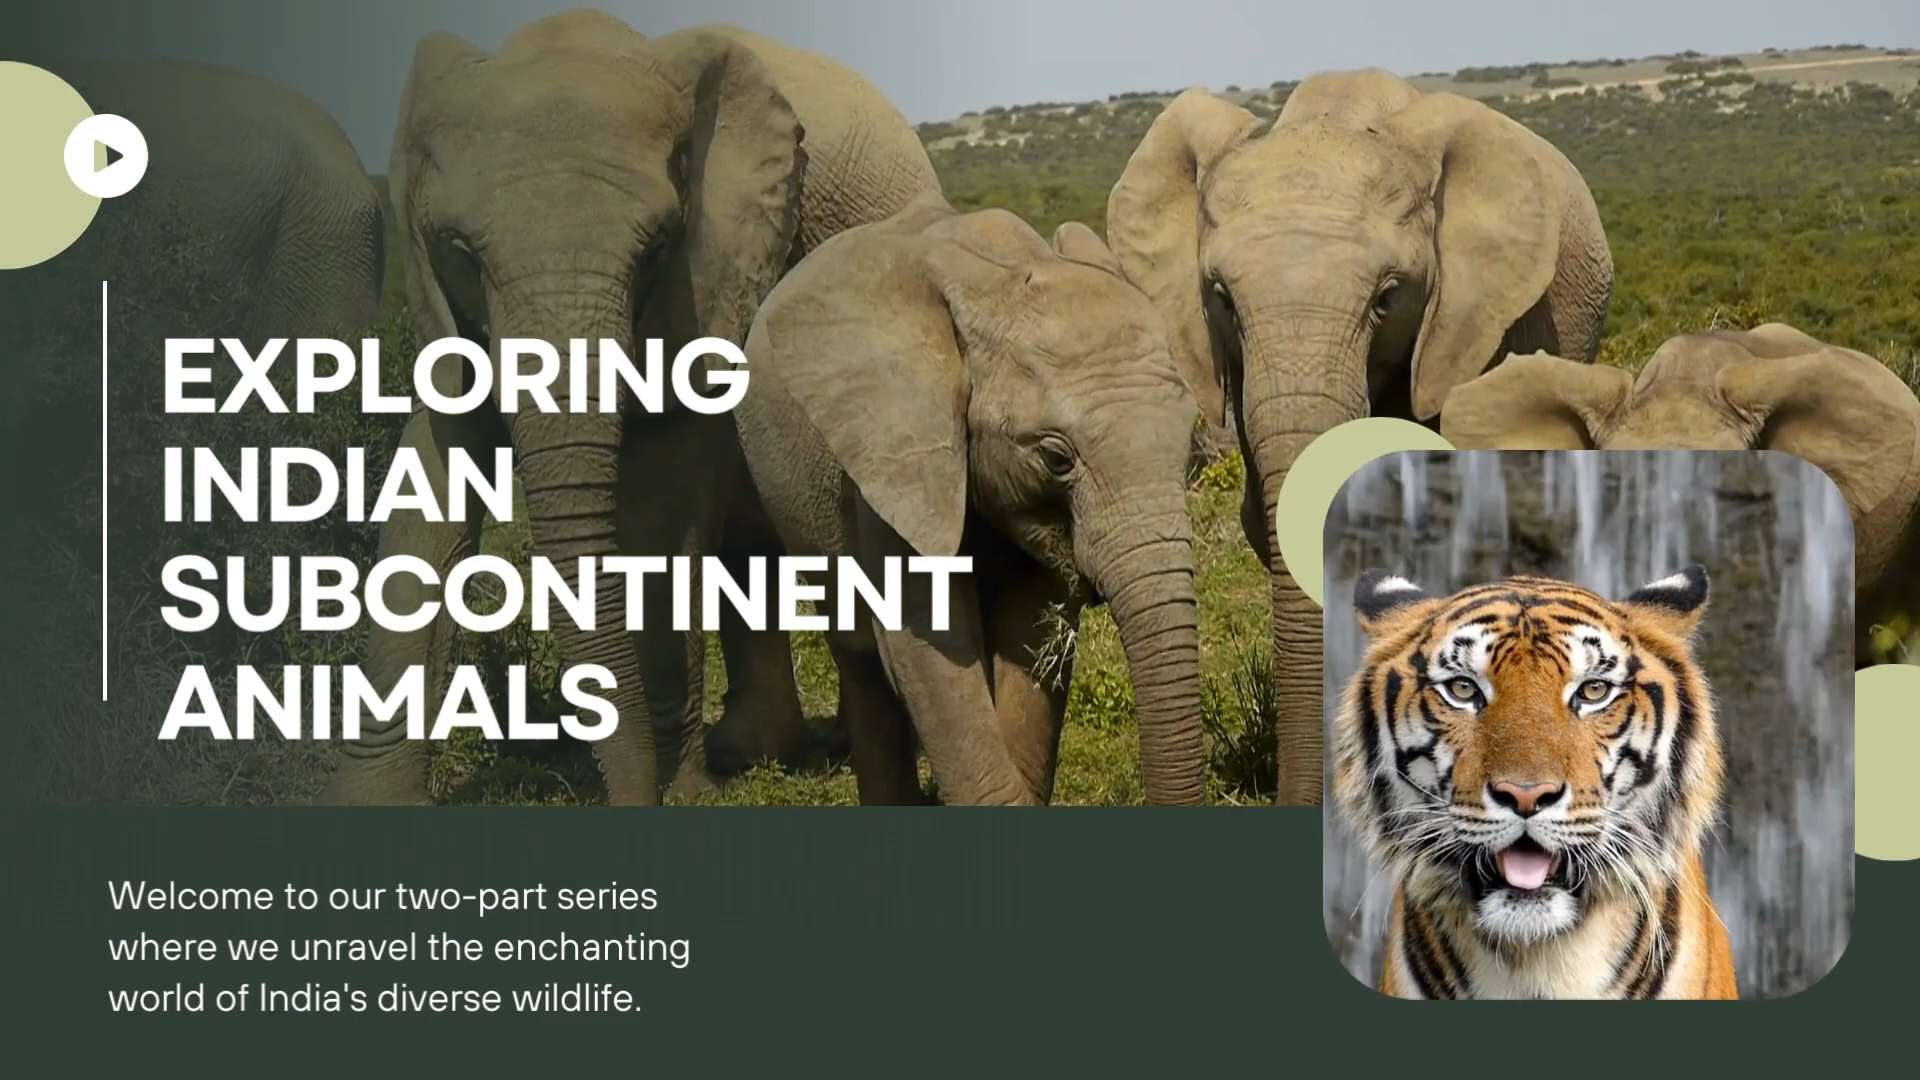 EXPLORING
INDIAN
SUBCONTINENT
ANIMALS
Welcome to our two-part series
where we unravel the enchanting
world of India's diverse wildlife.